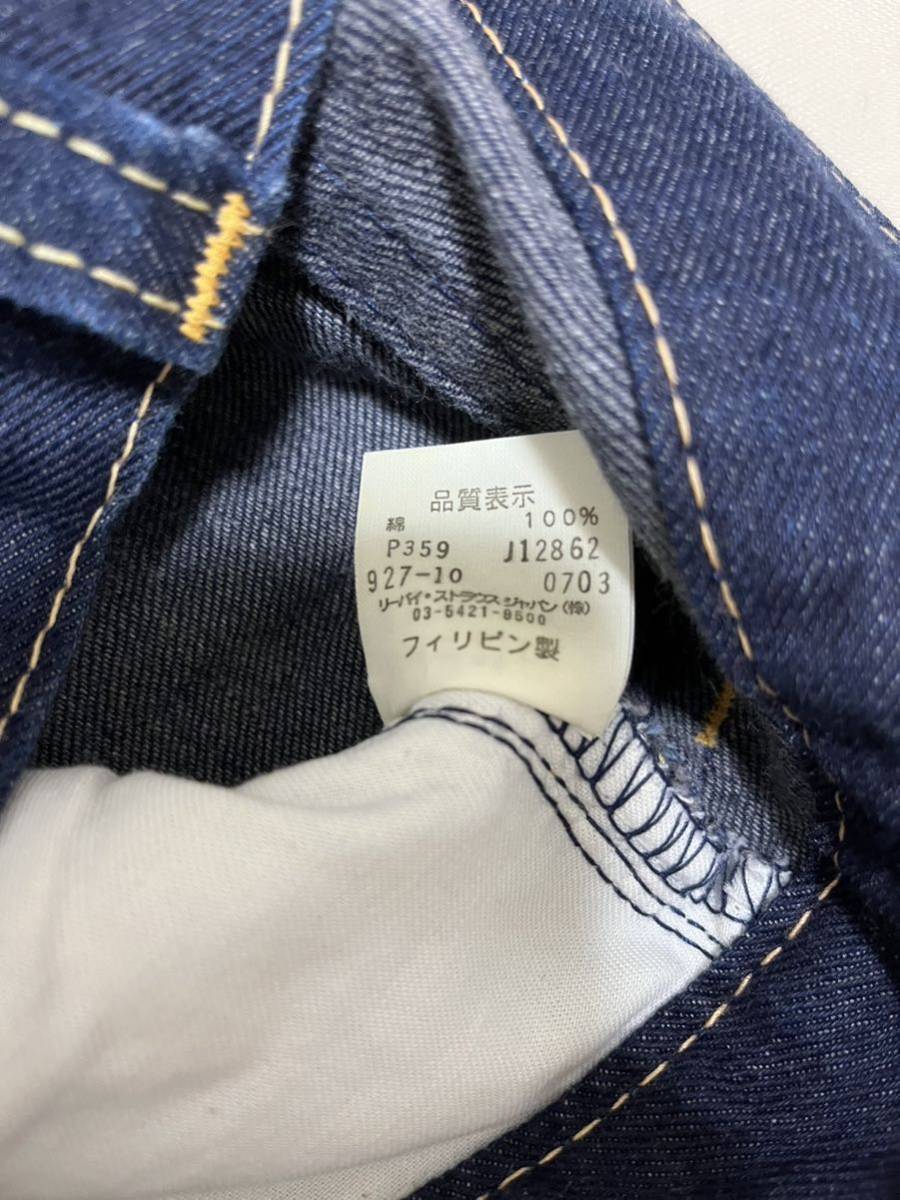 品質表示
綿 100%
P359 J12862
927-10 0703
リーバイ・ストラウス ジャパン(株)
03-5421-8500
フィリピン製